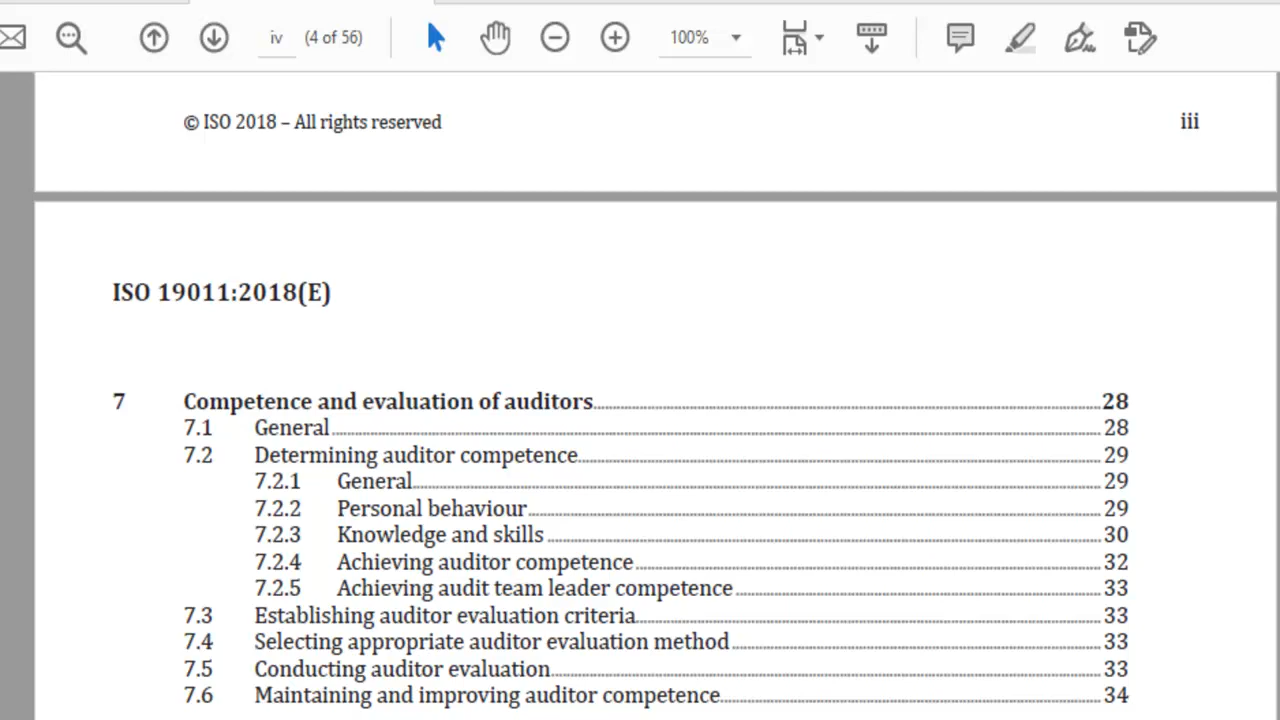 iv (4 of 56) 100%
© ISO 2018 – All rights reserved iii
ISO 19011:2018(E)
7 Competence and evaluation of auditors 28
7.1 General 28
7.2 Determining auditor competence 29
7.2.1 General 29
7.2.2 Personal behaviour 29
7.2.3 Knowledge and skills 30
7.2.4 Achieving auditor competence 32
7.2.5 Achieving audit team leader competence 33
7.3 Establishing auditor evaluation criteria 33
7.4 Selecting appropriate auditor evaluation method 33
7.5 Conducting auditor evaluation 33
7.6 Maintaining and improving auditor competence 34